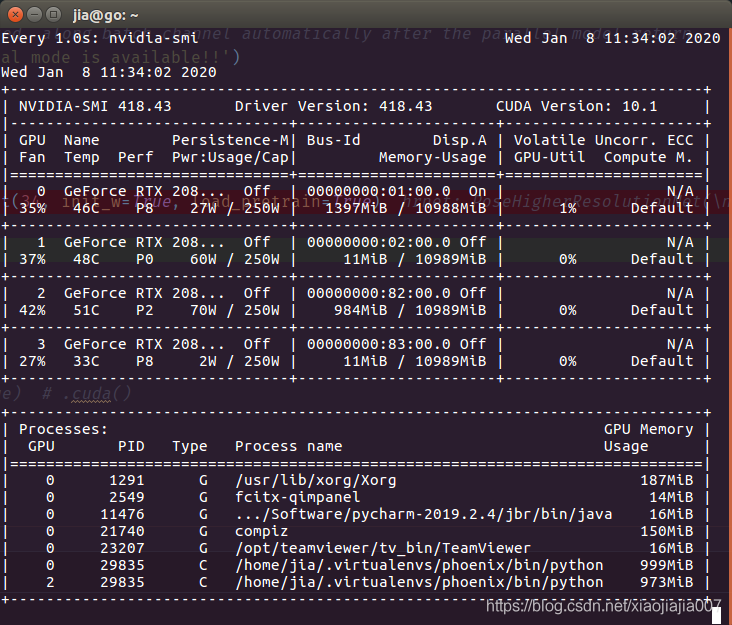 jia@go: ~
Every 1.0s: nvidia-smi Wed Jan 8 11:34:02 2020
al mode is available!!')
Wed Jan 8 11:34:02 2020
+-----------------------------------------------------------------------------+
| NVIDIA-SMI 418.43 Driver Version: 418.43 CUDA Version: 10.1 |
|-------------------------------+----------------------+----------------------+
| GPU Name Persistence-M| Bus-Id Disp.A | Volatile Uncorr. ECC |
| Fan Temp Perf Pwr:Usage/Cap| Memory-Usage | GPU-Util Compute M. |
|===============================+======================+======================|
| 0 GeForce RTX 208... Off | 00000000:01:00.0 On | N/A |
| 35% 46C P8 27W / 250W | 1397MiB / 10988MiB | 1% Default |
+-------------------------------+----------------------+----------------------+
| 1 GeForce RTX 208... Off | 00000000:02:00.0 Off | N/A |
| 37% 48C P0 60W / 250W | 11MiB / 10989MiB | 0% Default |
+-------------------------------+----------------------+----------------------+
| 2 GeForce RTX 208... Off | 00000000:82:00.0 Off | N/A |
| 42% 51C P2 70W / 250W | 984MiB / 10989MiB | 0% Default |
+-------------------------------+----------------------+----------------------+
| 3 GeForce RTX 208... Off | 00000000:83:00.0 Off | N/A |
| 27% 33C P8 2W / 250W | 11MiB / 10989MiB | 0% Default |
+-------------------------------+----------------------+----------------------+
e) # .cuda()
+-----------------------------------------------------------------------------+
| Processes: GPU Memory |
| GPU PID Type Process name Usage |
|=============================================================================|
| 0 1291 G /usr/lib/xorg/Xorg 187MiB |
| 0 2549 G fcitx-qimpanel 14MiB |
| 0 11476 G .../Software/pycharm-2019.2.4/jbr/bin/java 16MiB |
| 0 21740 G compiz 150MiB |
| 0 23207 G /opt/teamviewer/tv_bin/TeamViewer 16MiB |
| 0 29835 C /home/jia/.virtualenvs/phoenix/bin/python 999MiB |
| 2 29835 C /home/jia/.virtualenvs/phoenix/bin/python 973MiB |
+-----------------------------------------------------------------------------+
https://blog.csdn.net/xiaojiajia007